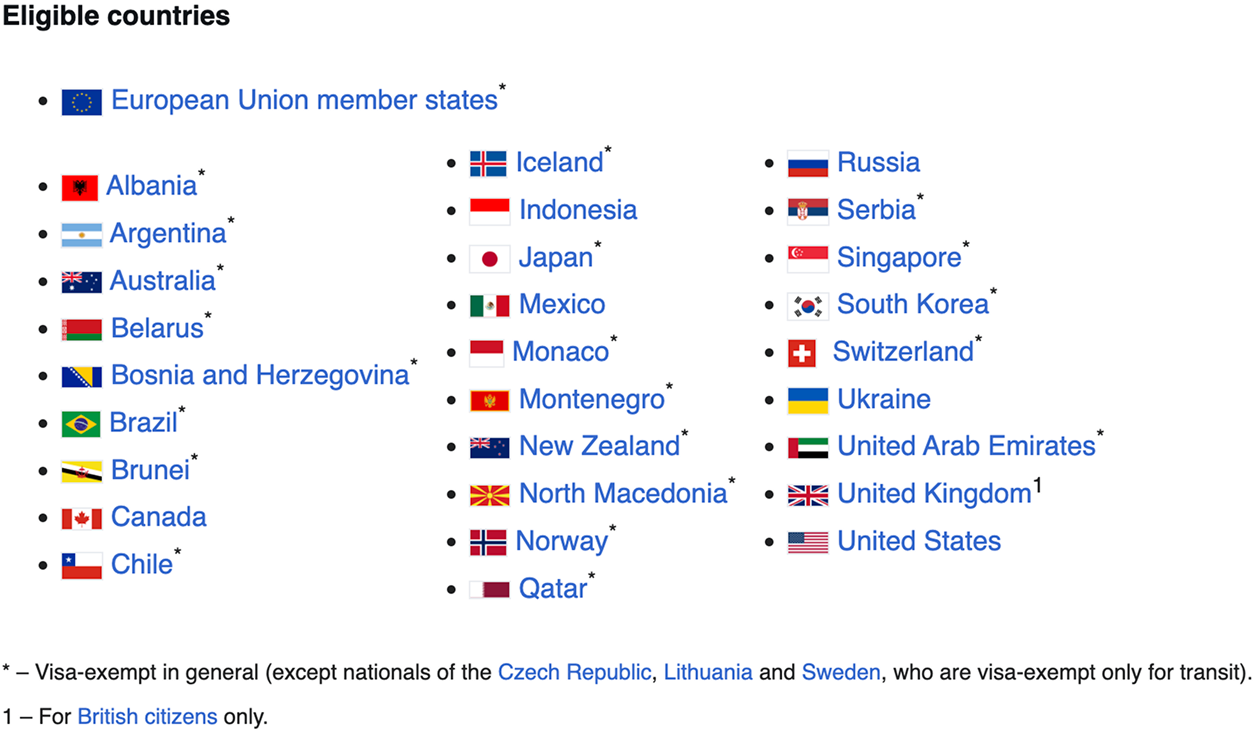 Eligible countries
European Union member states*
Albania*
Argentina*
Australia*
Belarus*
Bosnia and Herzegovina*
Brazil*
Brunei*
Canada
Chile*
Iceland*
Indonesia
Japan*
Mexico
Monaco*
Montenegro*
New Zealand*
North Macedonia*
Norway*
Qatar*
Russia
Serbia*
Singapore*
South Korea*
Switzerland*
Ukraine
United Arab Emirates*
United Kingdom1
United States
* – Visa-exempt in general (except nationals of the Czech Republic, Lithuania and Sweden, who are visa-exempt only for transit).
1 – For British citizens only.